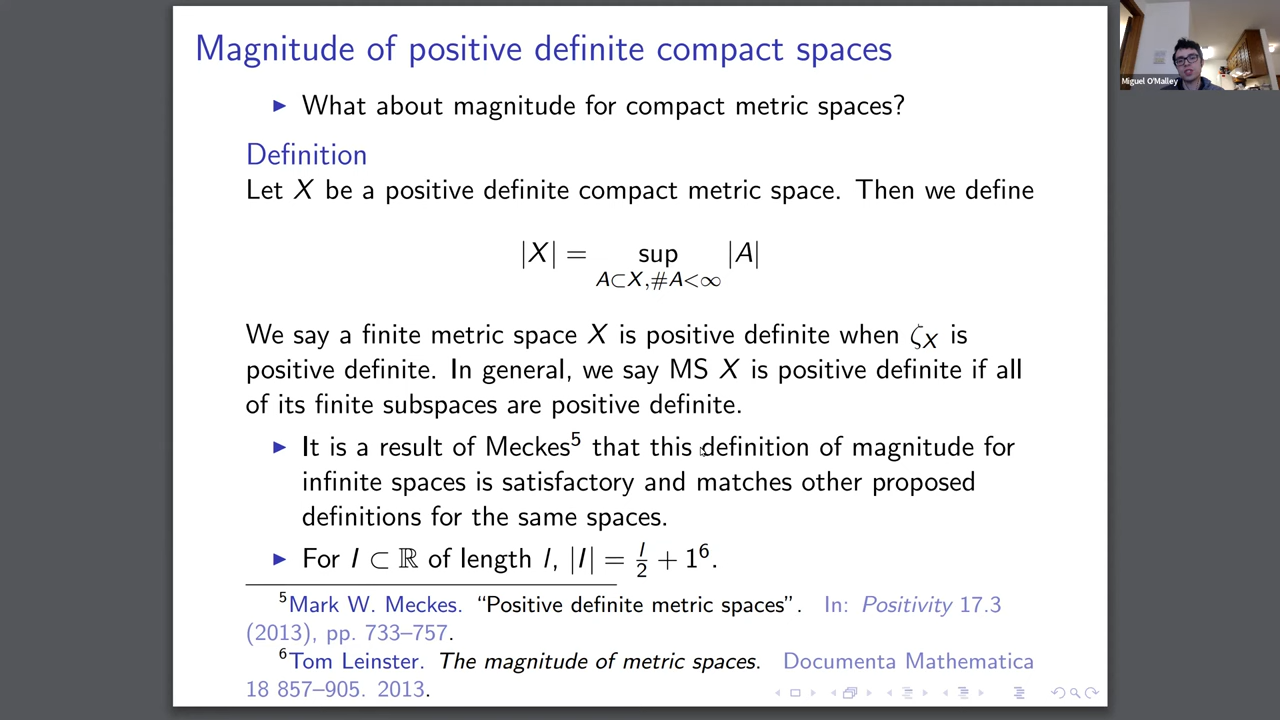 Magnitude of positive definite compact spaces
▶ What about magnitude for compact metric spaces?
Definition
Let X be a positive definite compact metric space. Then we define
|X| = sup_{A⊂X,#A<∞} |A|
We say a finite metric space X is positive definite when ζ_X is
positive definite. In general, we say MS X is positive definite if all
of its finite subspaces are positive definite.
▶ It is a result of Meckes⁵ that this definition of magnitude for
infinite spaces is satisfactory and matches other proposed
definitions for the same spaces.
▶ For I ⊂ ℝ of length l, |I| = l/2 + 1⁶.
⁵Mark W. Meckes. “Positive definite metric spaces”. In: Positivity 17.3
(2013), pp. 733–757.
⁶Tom Leinster. The magnitude of metric spaces. Documenta Mathematica
18 857–905. 2013.
Miguel O'Malley